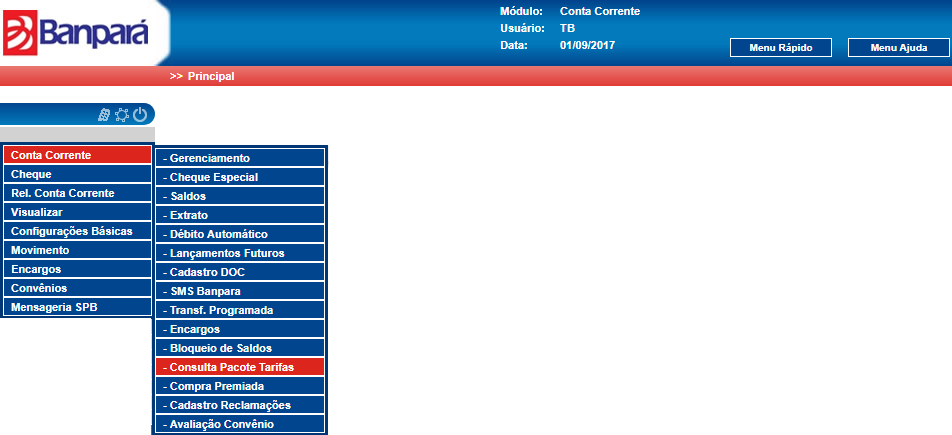 Banpará
Módulo: Conta Corrente
Usuário: TB
Data: 01/09/2017
Menu Rápido
Menu Ajuda
>> Principal
Conta Corrente
Cheque
Rel. Conta Corrente
Visualizar
Configurações Básicas
Movimento
Encargos
Convênios
Mensageria SPB
- Gerenciamento
- Cheque Especial
- Saldos
- Extrato
- Débito Automático
- Lançamentos Futuros
- Cadastro DOC
- SMS Banpara
- Transf. Programada
- Encargos
- Bloqueio de Saldos
- Consulta Pacote Tarifas
- Compra Premiada
- Cadastro Reclamações
- Avaliação Convênio